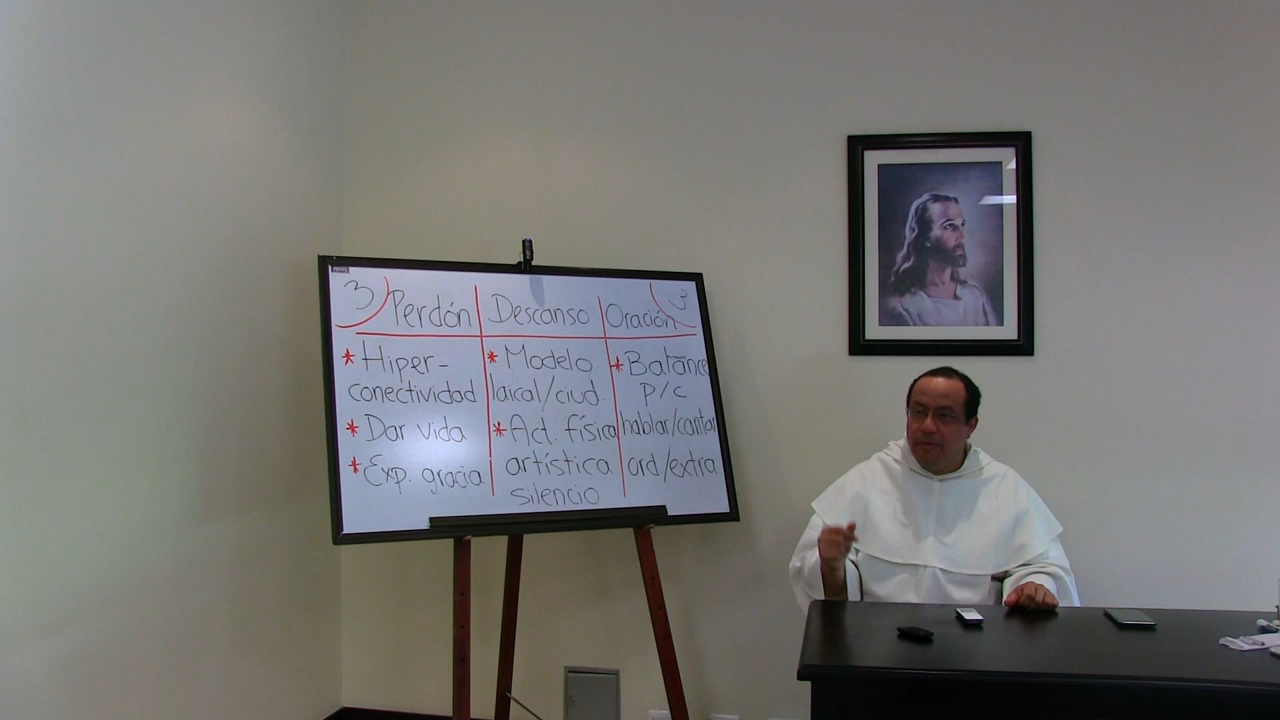 3 Perdón Descanso Oración 3
* Hiper-
conectividad
* Dar vida
* Exp. gracia
* Modelo
laical/ciud.
* Act. física
artística
silencio
* Balance
p/c
hablar/cantar
ord/extra